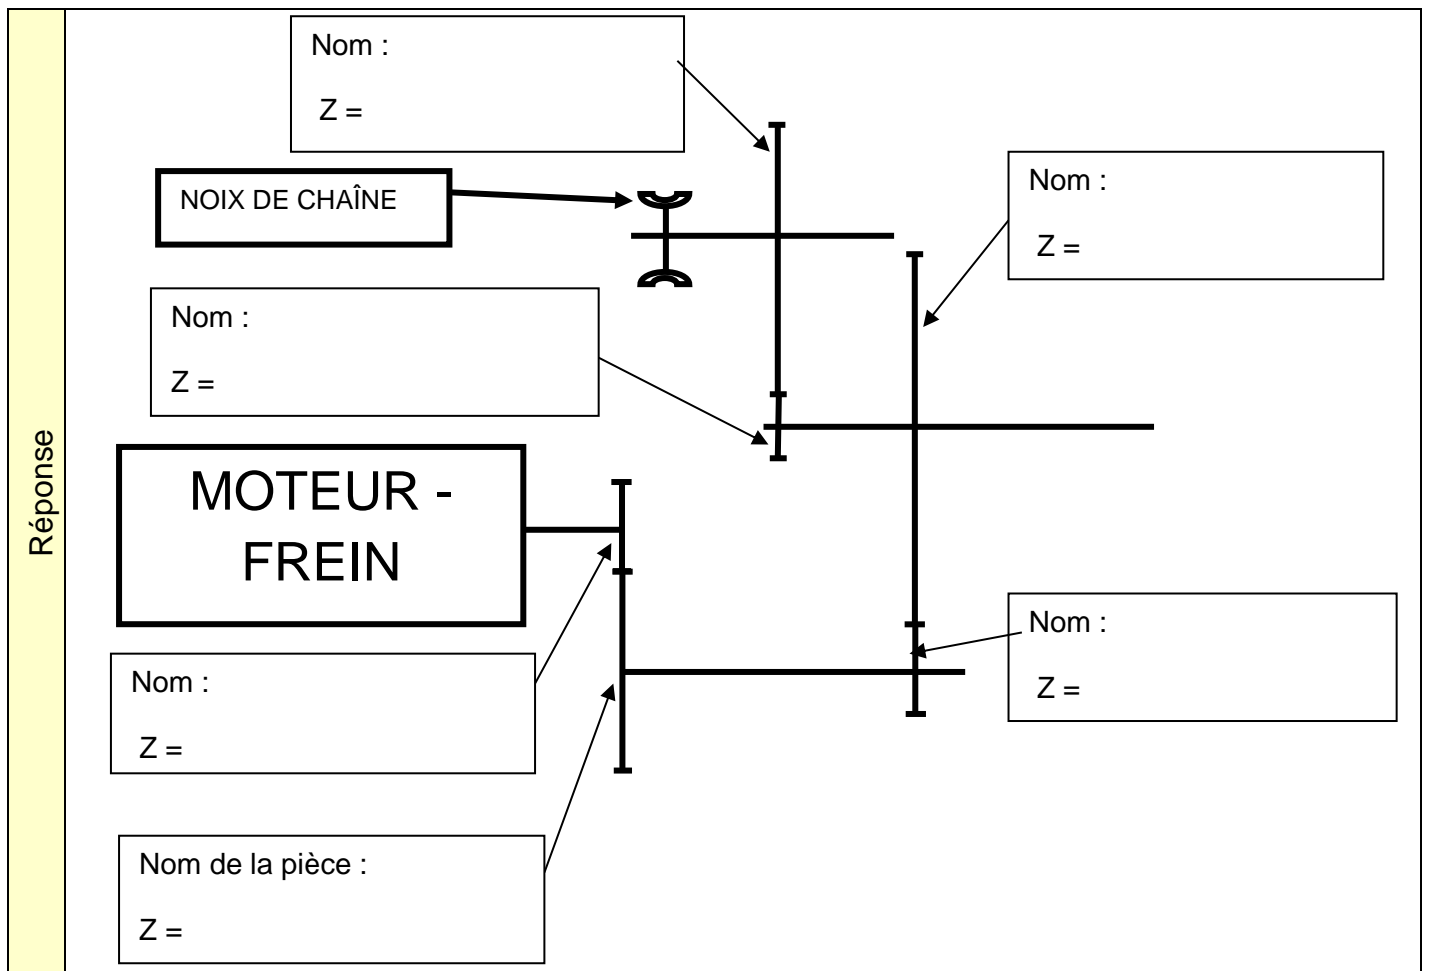 Réponse
Nom :
Z =
NOIX DE CHAÎNE
Nom :
Z =
Nom :
Z =
MOTEUR -
FREIN
Nom :
Z =
Nom :
Z =
Nom de la pièce :
Z =